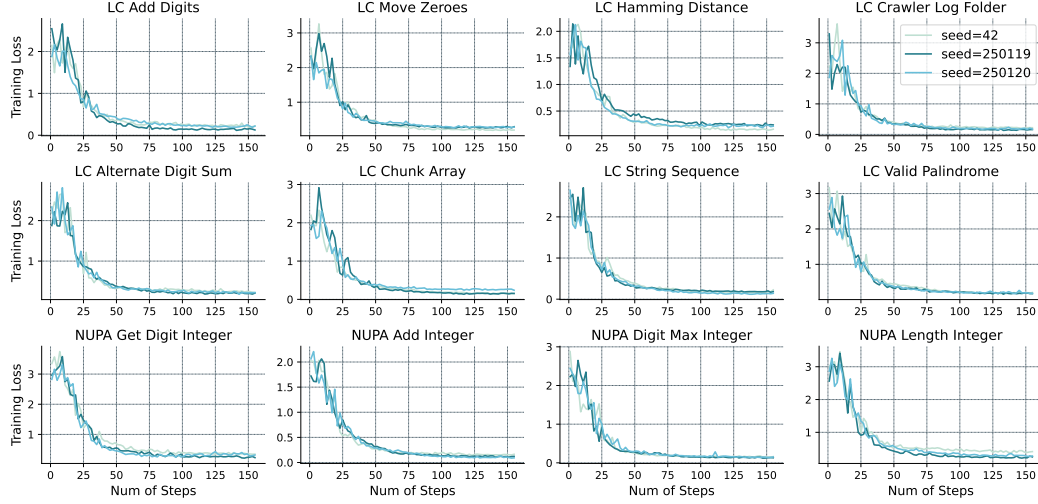 LC Add Digits LC Move Zeroes LC Hamming Distance LC Crawler Log Folder
seed=42
seed=250119
seed=250120
Training Loss
2
1
0
0 25 50 75 100 125 150
3
2
1
0 25 50 75 100 125 150
2.0
1.5
1.0
0.5
0 25 50 75 100 125 150
3
2
1
0
0 25 50 75 100 125 150
LC Alternate Digit Sum LC Chunk Array LC String Sequence LC Valid Palindrome
Training Loss
2
1
0 25 50 75 100 125 150
3
2
1
0
0 25 50 75 100 125 150
2
1
0
0 25 50 75 100 125 150
3
2
1
0 25 50 75 100 125 150
NUPA Get Digit Integer NUPA Add Integer NUPA Digit Max Integer NUPA Length Integer
Training Loss
3
2
1
0 25 50 75 100 125 150
Num of Steps
2.0
1.5
1.0
0.5
0.0
0 25 50 75 100 125 150
Num of Steps
3
2
1
0
0 25 50 75 100 125 150
Num of Steps
3
2
1
0 25 50 75 100 125 150
Num of Steps